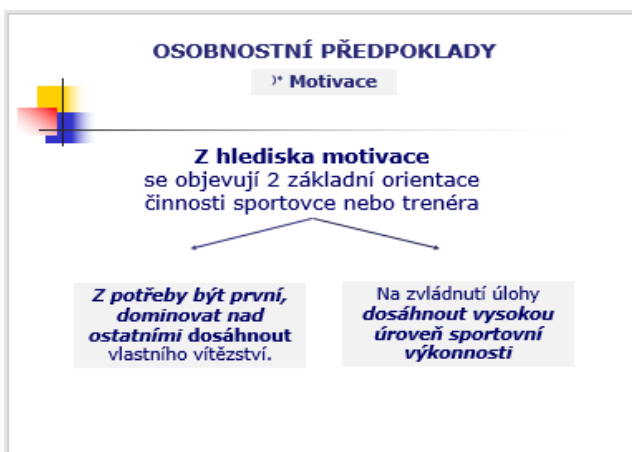 OSOBNOSTNÍ PŘEDPOKLADY
)* Motivace
Z hlediska motivace
se objevují 2 základní orientace
činnosti sportovce nebo trenéra
Z potřeby být první,
dominovat nad
ostatními dosáhnout
vlastního vítězství.
Na zvládnutí úlohy
dosáhnout vysokou
úroveň sportovní
výkonnosti